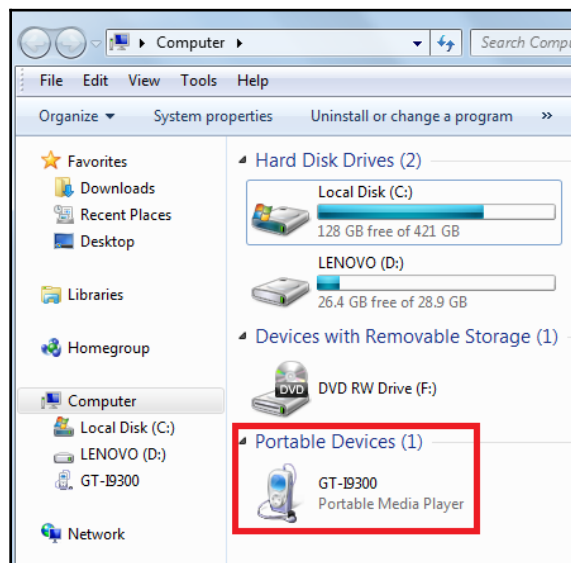 Computer
Search Compu
File Edit View Tools Help
Organize System properties Uninstall or change a program »
Favorites
Downloads
Recent Places
Desktop
Libraries
Homegroup
Computer
Local Disk (C:)
LENOVO (D:)
GT-I9300
Network
Hard Disk Drives (2)
Local Disk (C:)
128 GB free of 421 GB
LENOVO (D:)
26.4 GB free of 28.9 GB
Devices with Removable Storage (1)
DVD
DVD RW Drive (F:)
Portable Devices (1)
GT-I9300
Portable Media Player